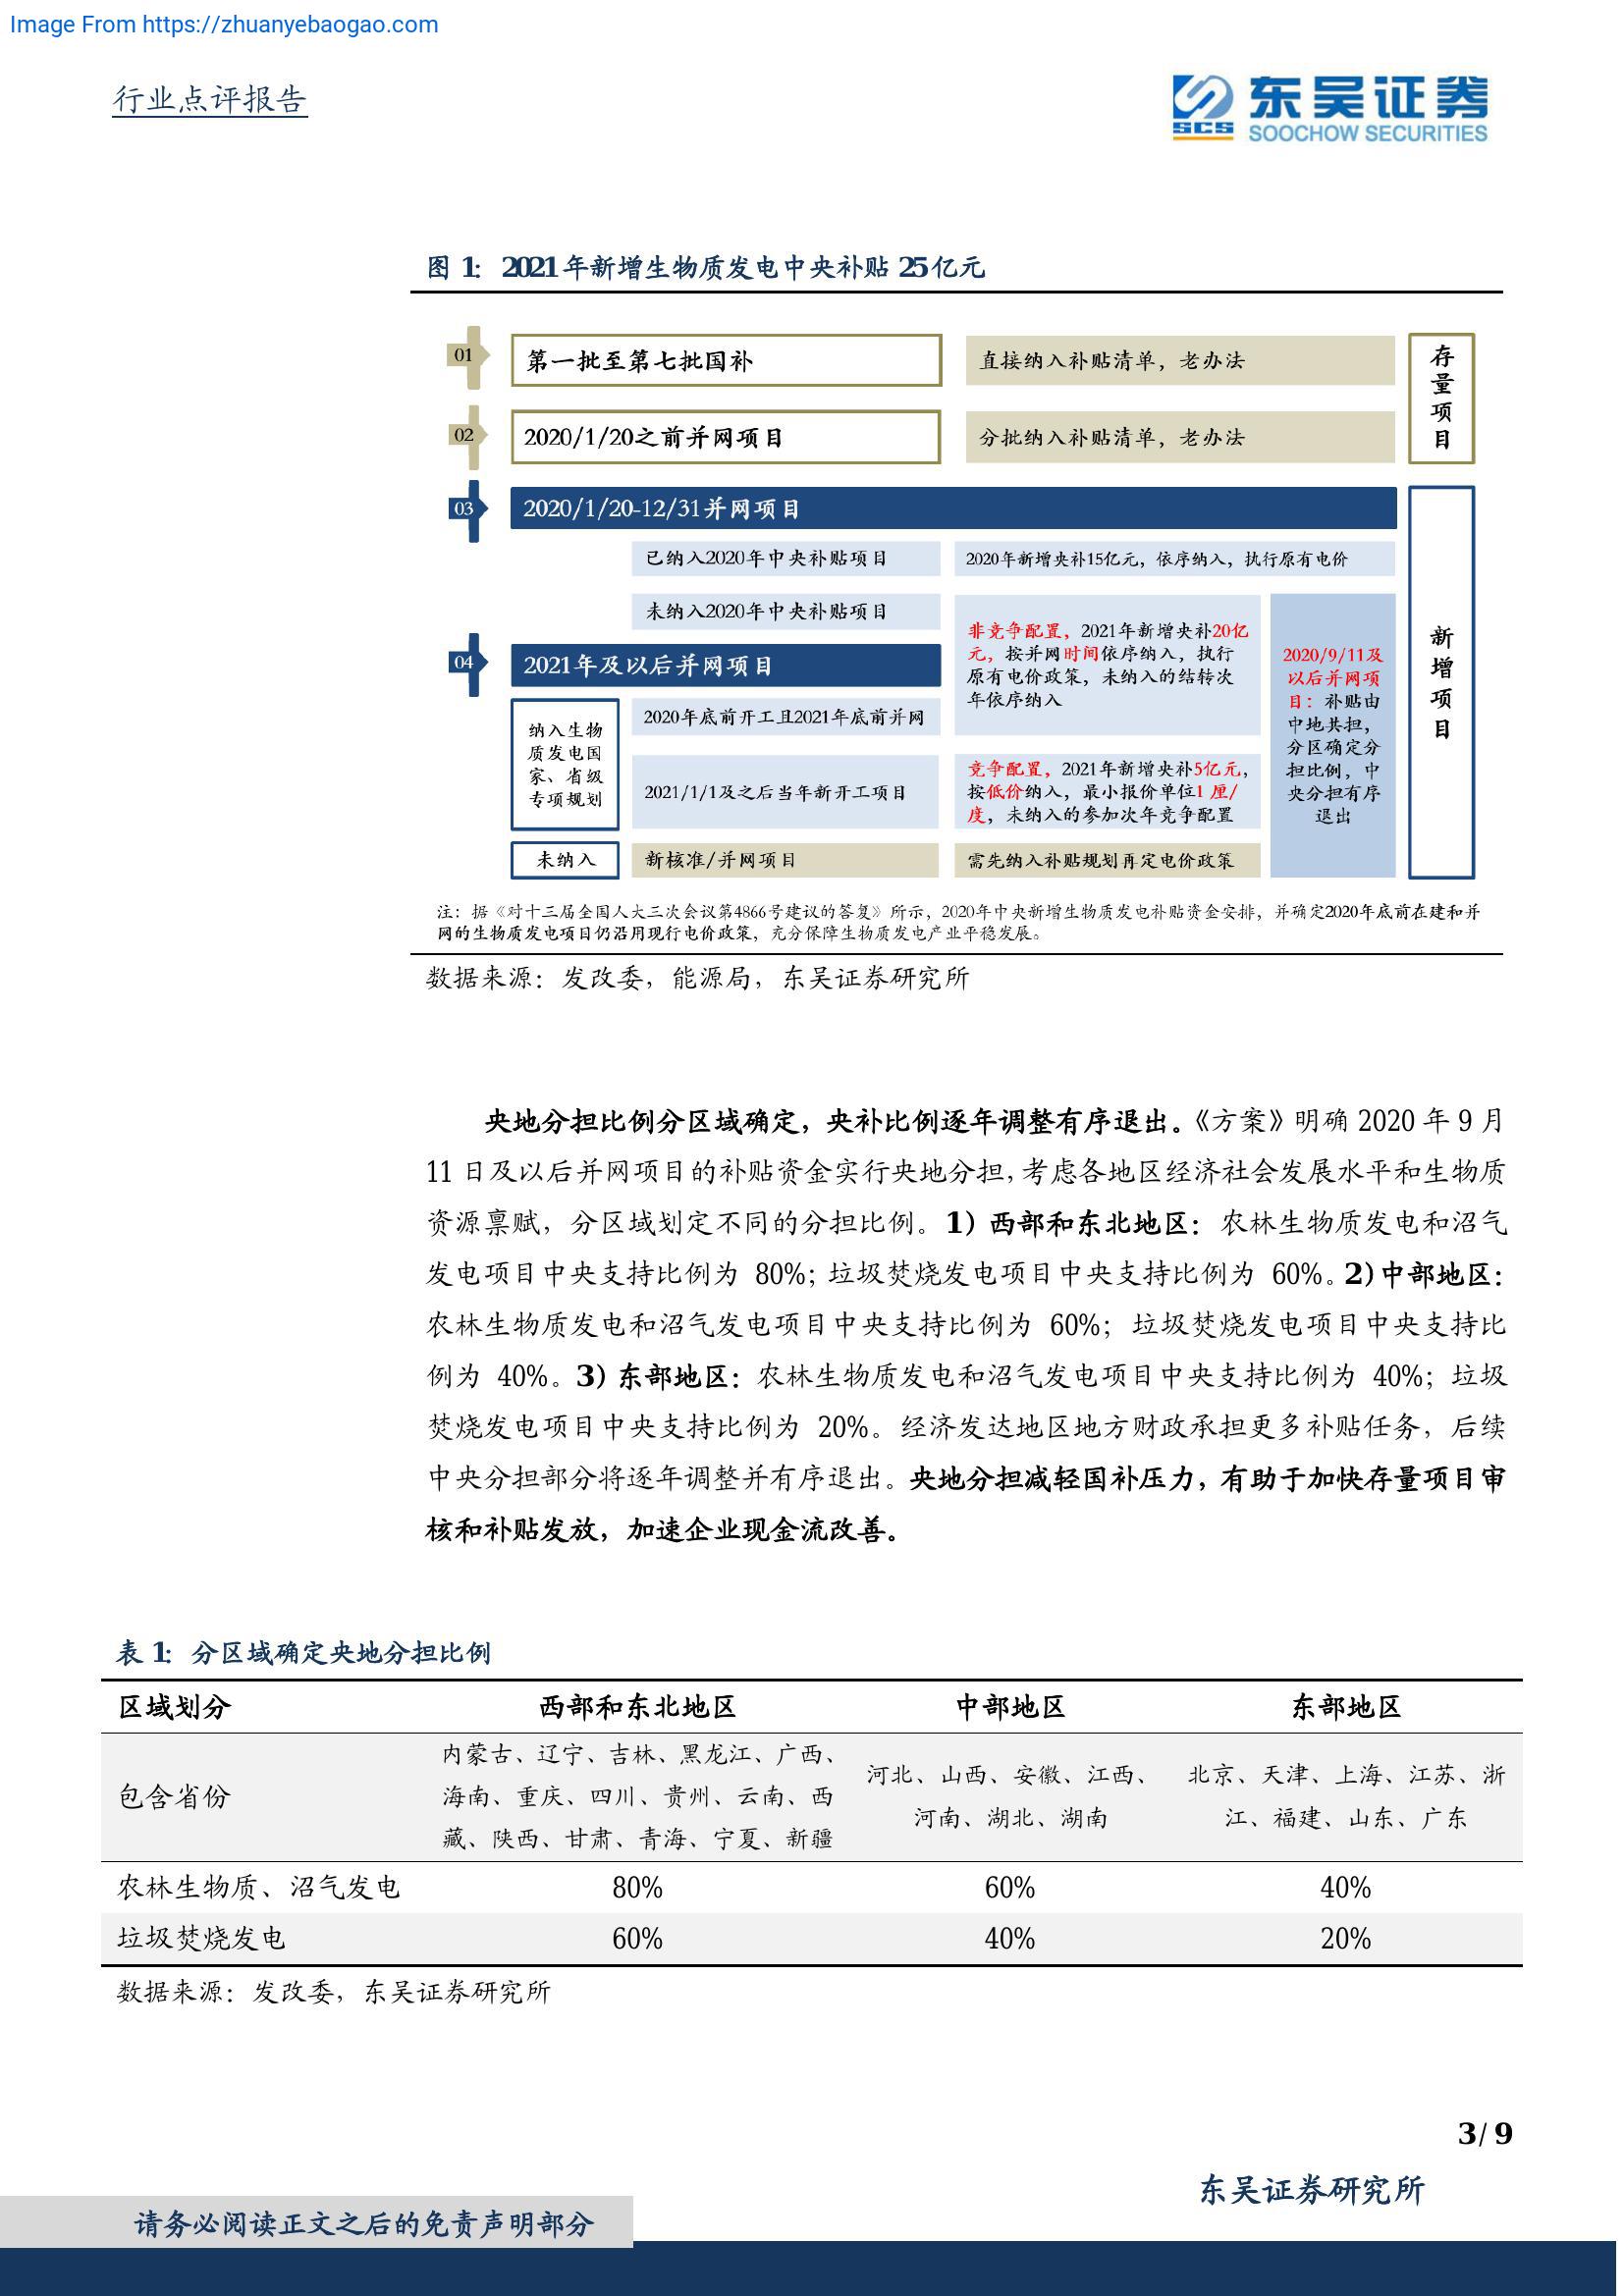 Image From https://zhuanyebaogao.com
行业点评报告
东吴证券
SCS
SOOCHOW SECURITIES
图 1: 2021年新增生物质发电中央补贴 25亿元
01
第一批至第七批国补
直接纳入补贴清单，老办法
存量项目
02
2020/1/20之前并网项目
分批纳入补贴清单，老办法
03
2020/1/20-12/31并网项目
已纳入2020年中央补贴项目
2020年新增央补15亿元，依序纳入，执行原有电价
未纳入2020年中央补贴项目
非竞争配置，2021年新增央补20亿
元，按并网时间依序纳入，执行
原有电价政策，未纳入的结转次
年依序纳入
2020/9/11及
以后并网项
目：补贴由
中地共担，
分区确定分
担比例，中
央分担有序
退出
新增项目
04
2021年及以后并网项目
纳入生物
质发电国
家、省级
专项规划
2020年底前开工且2021年底前并网
2021/1/1及之后当年新开工项目
竞争配置，2021年新增央补5亿元，
按低价纳入，最小报价单位1 厘/
度，未纳入的参加次年竞争配置
未纳入
新核准/并网项目
需先纳入补贴规划再定电价政策
注：据《对十三届全国人大三次会议第4866号建议的答复》所示，2020年中央新增生物质发电补贴资金安排，并确定2020年底前在建和并
网的生物质发电项目仍沿用现行电价政策，充分保障生物质发电产业平稳发展。
数据来源：发改委，能源局，东吴证券研究所
央地分担比例分区域确定，央补比例逐年调整有序退出。《方案》明确 2020 年 9 月
11 日及以后并网项目的补贴资金实行央地分担，考虑各地区经济社会发展水平和生物质
资源禀赋，分区域划定不同的分担比例。1）西部和东北地区：农林生物质发电和沼气
发电项目中央支持比例为 80%；垃圾焚烧发电项目中央支持比例为 60%。2）中部地区：
农林生物质发电和沼气发电项目中央支持比例为 60%；垃圾焚烧发电项目中央支持比
例为 40%。3）东部地区：农林生物质发电和沼气发电项目中央支持比例为 40%；垃圾
焚烧发电项目中央支持比例为 20%。经济发达地区地方财政承担更多补贴任务，后续
中央分担部分将逐年调整并有序退出。央地分担减轻国补压力，有助于加快存量项目审
核和补贴发放，加速企业现金流改善。
表 1: 分区域确定央地分担比例
区域划分 西部和东北地区 中部地区 东部地区
包含省份
内蒙古、辽宁、吉林、黑龙江、广西、
海南、重庆、四川、贵州、云南、西
藏、陕西、甘肃、青海、宁夏、新疆
河北、山西、安徽、江西、
河南、湖北、湖南
北京、天津、上海、江苏、浙
江、福建、山东、广东
农林生物质、沼气发电 80% 60% 40%
垃圾焚烧发电 60% 40% 20%
数据来源：发改委，东吴证券研究所
3/ 9
东吴证券研究所
请务必阅读正文之后的免责声明部分